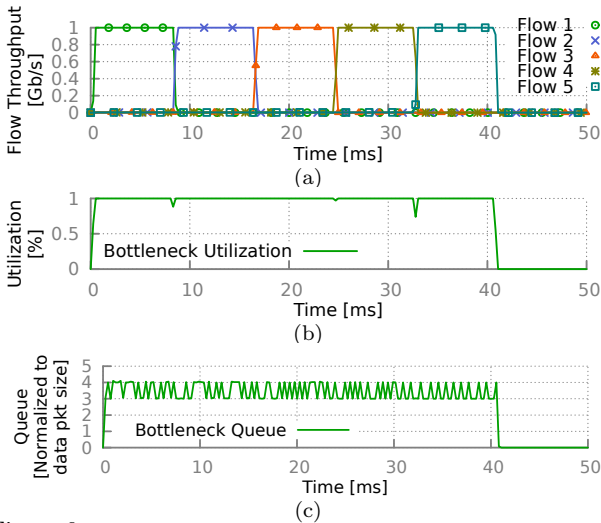 Flow Throughput
[Gb/s]
1
0.8
0.6
0.4
0.2
0
0 10 20 30 40 50
Time [ms]
Flow 1
Flow 2
Flow 3
Flow 4
Flow 5
(a)
Utilization
[%]
1
0.5
0
Bottleneck Utilization
0 10 20 30 40 50
Time [ms]
(b)
Queue
[Normalized to
data pkt size]
5
4
3
2
1
0
Bottleneck Queue
0 10 20 30 40 50
Time [ms]
(c)